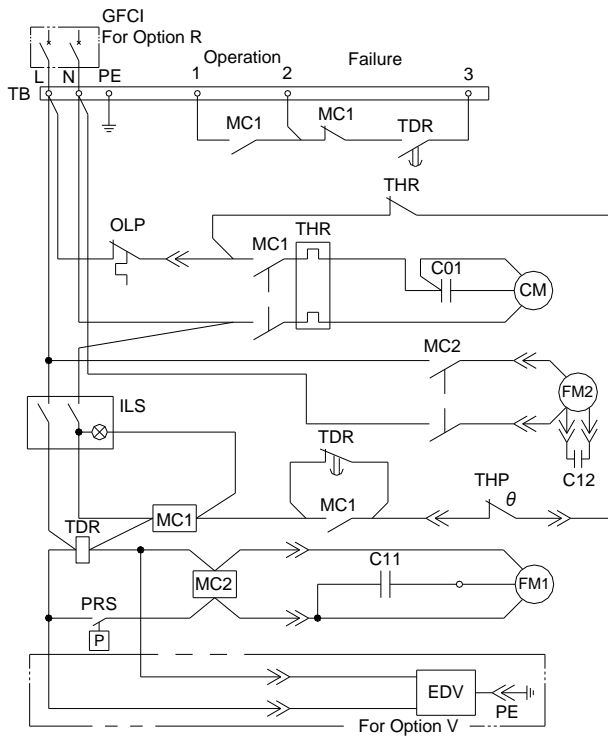 GFCI
For Option R
Operation
Failure
L
N
PE
1
2
3
TB
MC1
MC1
TDR
THR
OLP
MC1
THR
C01
CM
MC2
FM2
C12
ILS
TDR
MC1
MC1
THP
θ
TDR
MC2
C11
FM1
PRS
P
EDV
PE
For Option V